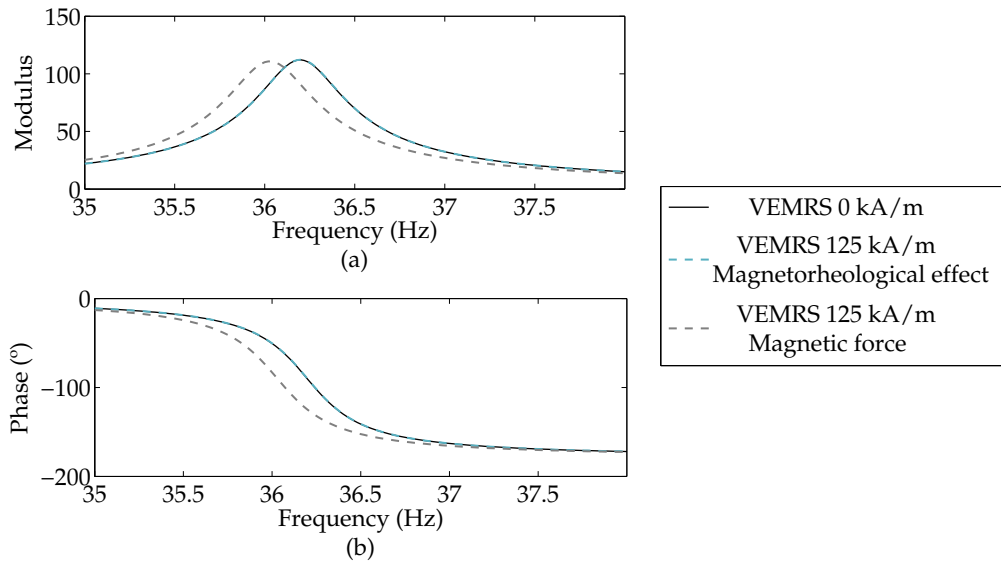 150
100
50
0
Modulus
35
35.5
36
36.5
37
37.5
Frequency (Hz)
(a)
0
−100
−200
Phase (º)
35
35.5
36
36.5
37
37.5
Frequency (Hz)
(b)
VEMRS 0 kA/m
VEMRS 125 kA/m
Magnetorheological effect
VEMRS 125 kA/m
Magnetic force